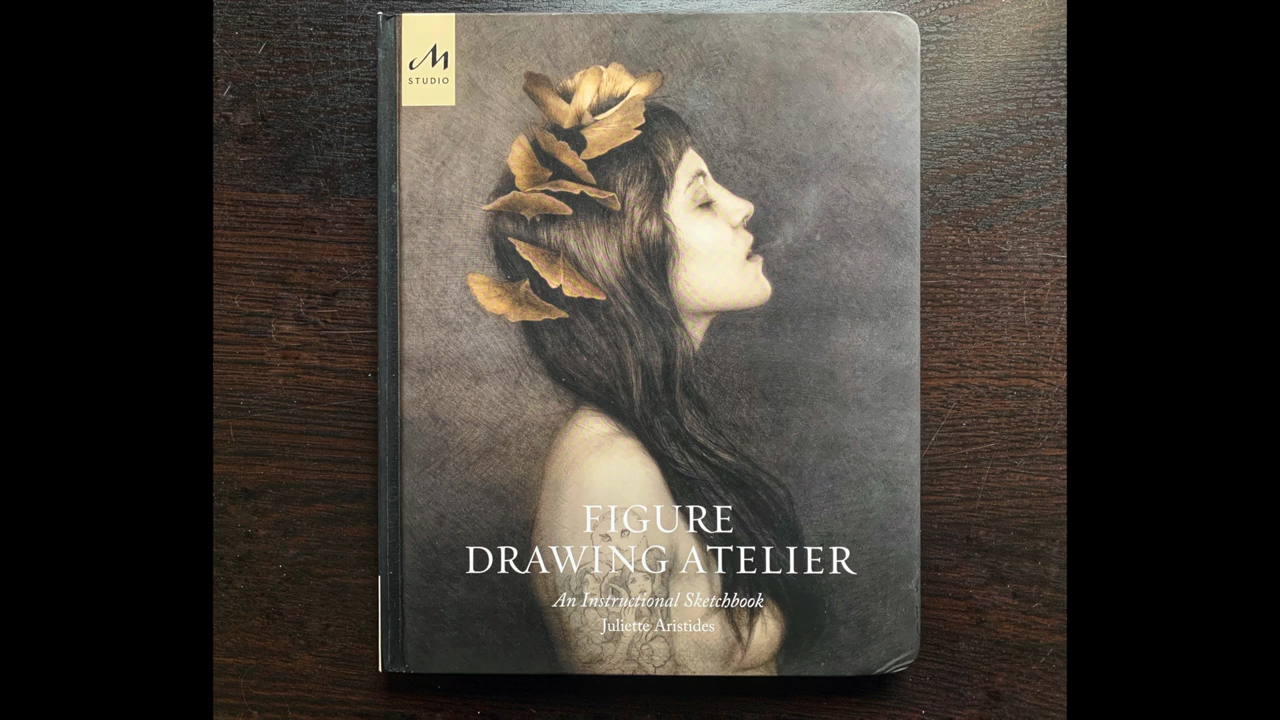 M
STUDIO
FIGURE
DRAWING ATELIER
An Instructional Sketchbook
Juliette Aristides